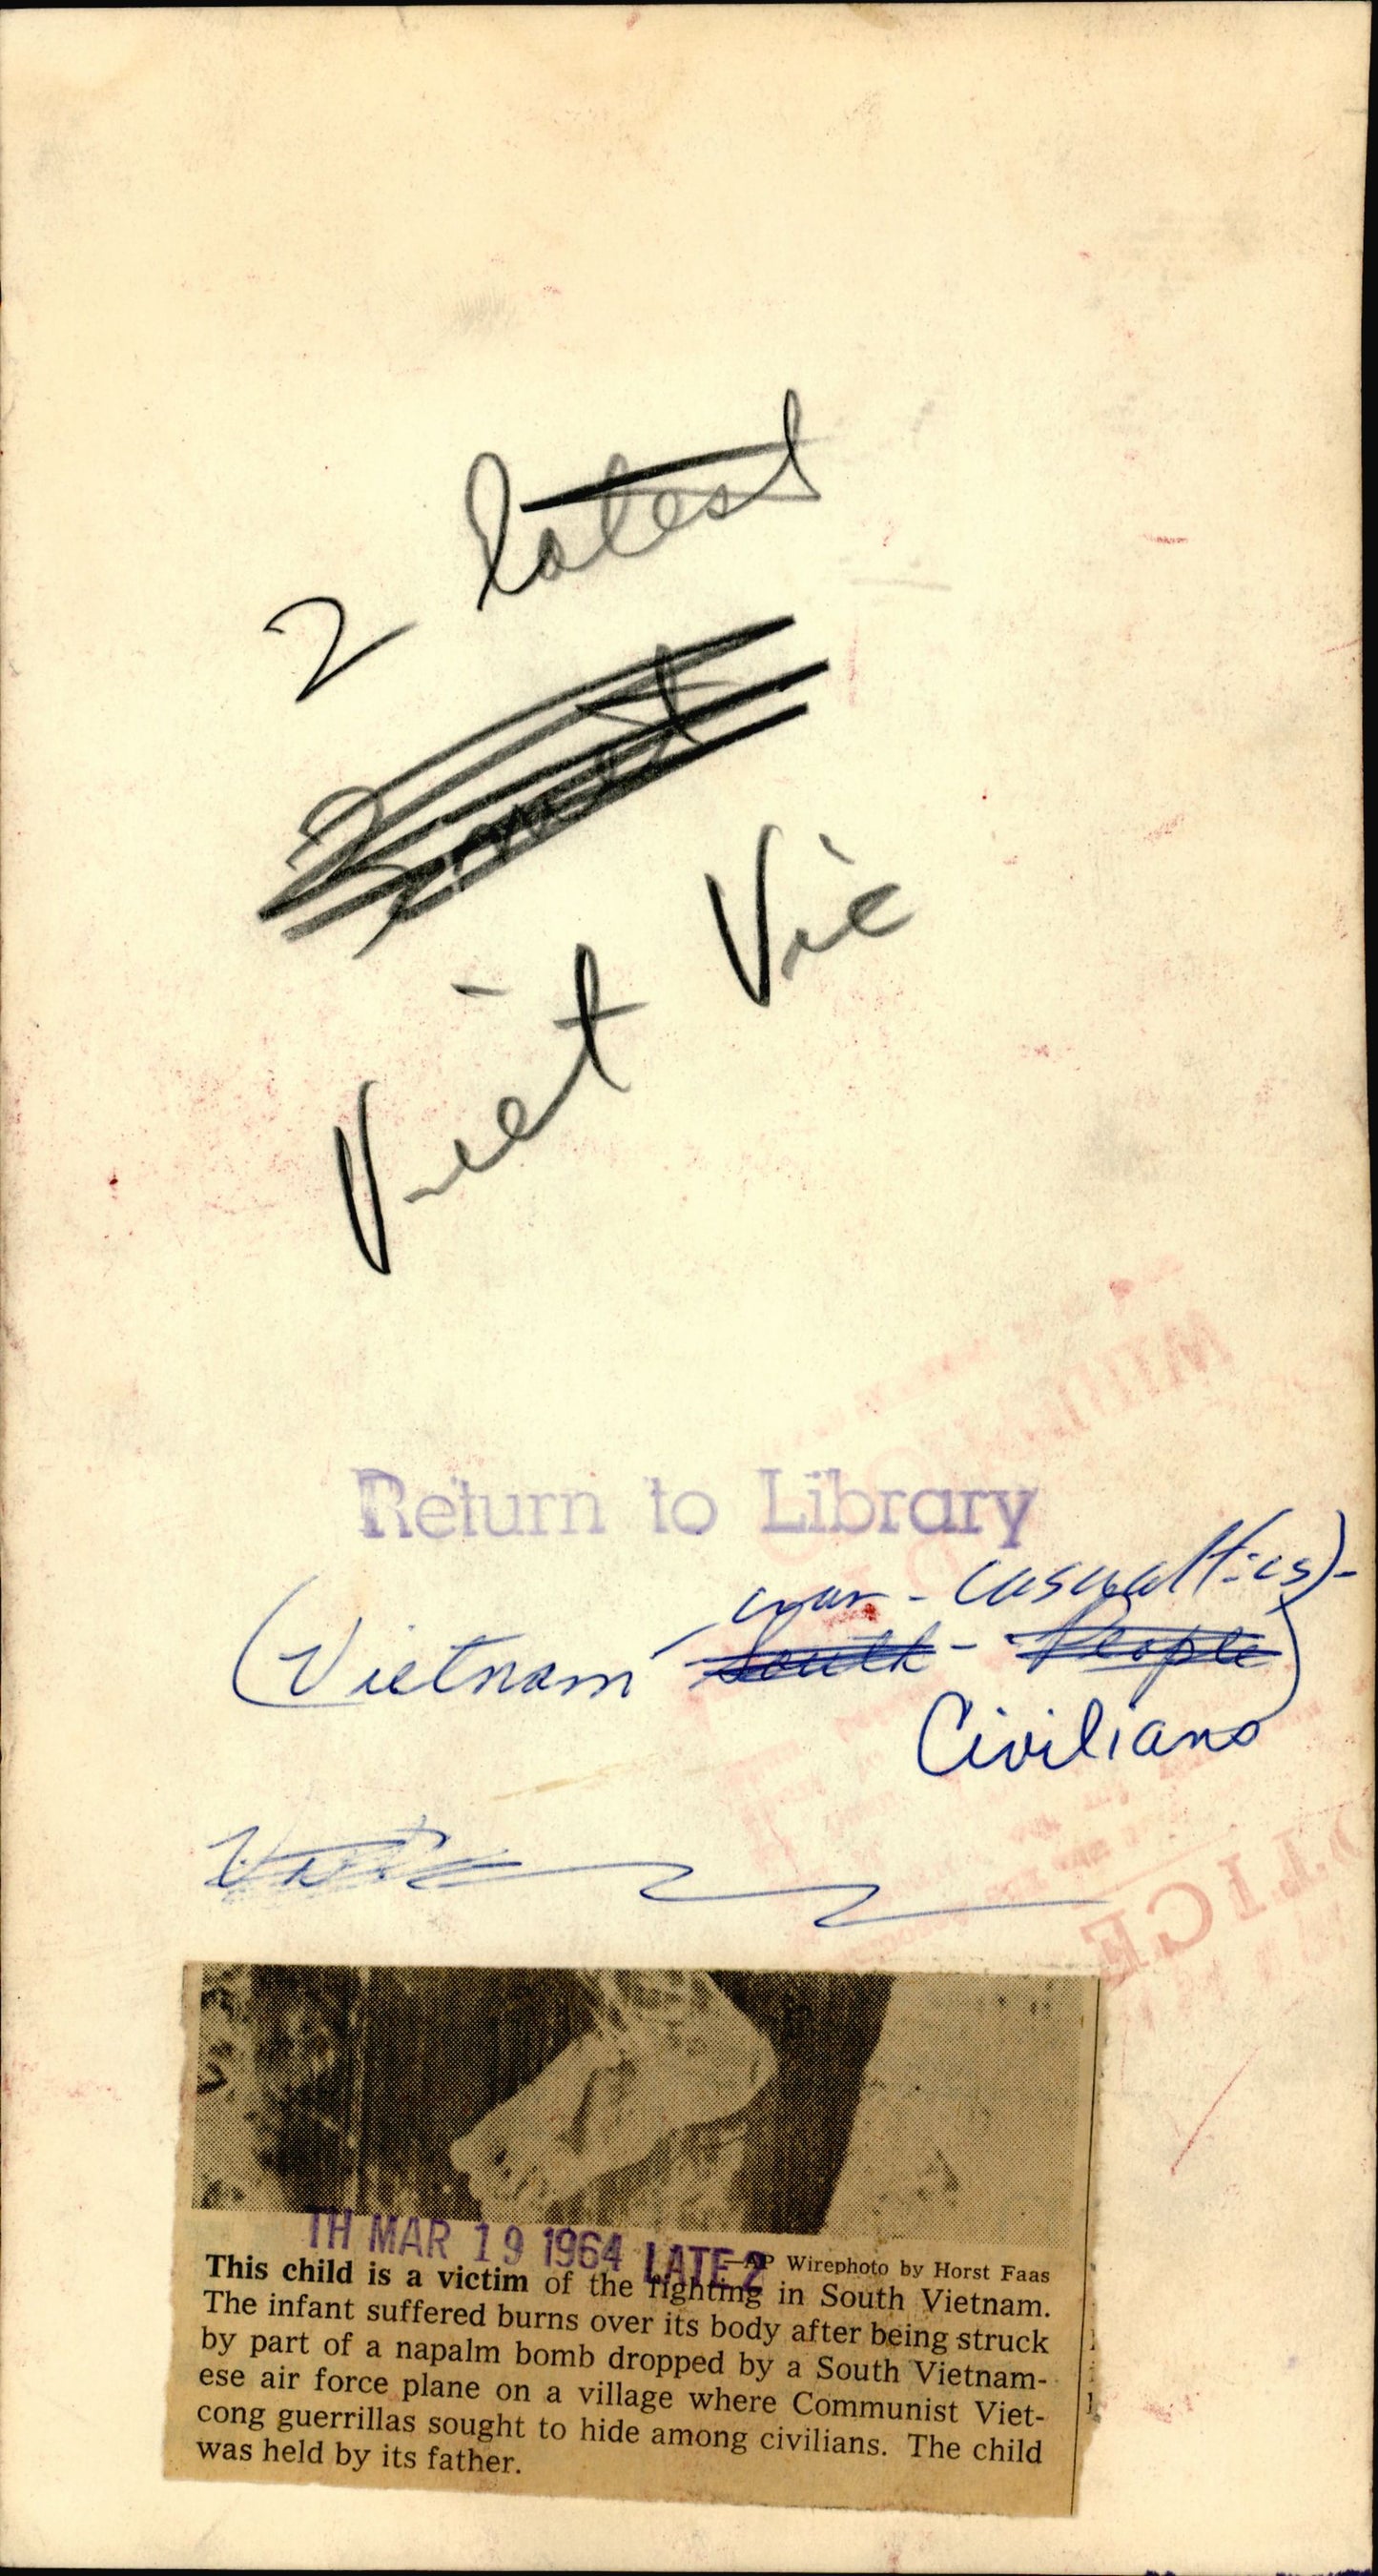 2 latest
Viet Vic
Return to Library
war - casualties)-
(Vietnam - South - People)
Civilians
TH MAR 19 1964 LATE 2
—AP Wirephoto by Horst Faas
This child is a victim of the fighting in South Vietnam.
The infant suffered burns over its body after being struck
by part of a napalm bomb dropped by a South Vietnam-
ese air force plane on a village where Communist Viet-
cong guerrillas sought to hide among civilians. The child
was held by its father.